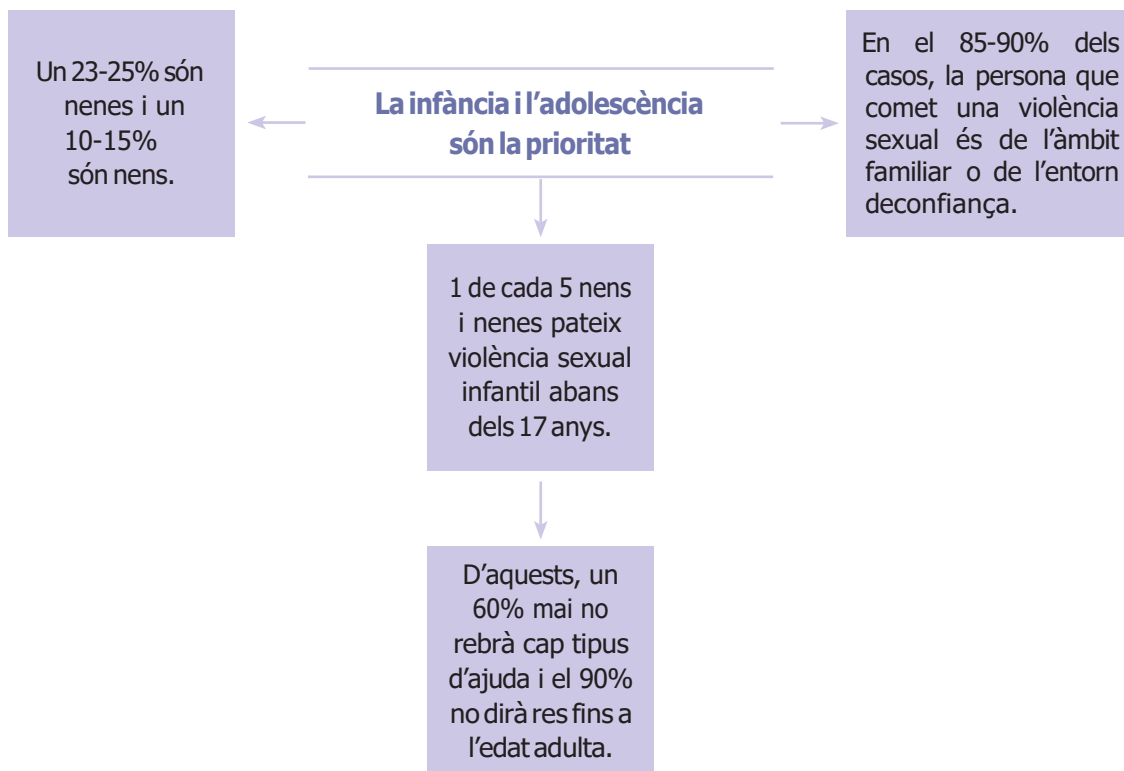 Un 23-25% són
nenes i un
10-15%
són nens.
La infància i l’adolescència
són la prioritat
En el 85-90% dels
casos, la persona que
comet una violència
sexual és de l’àmbit
familiar o de l’entorn
deconfiança.
1 de cada 5 nens
i nenes pateix
violència sexual
infantil abans
dels 17 anys.
D’aquests, un
60% mai no
rebrà cap tipus
d’ajuda i el 90%
no dirà res fins a
l’edat adulta.